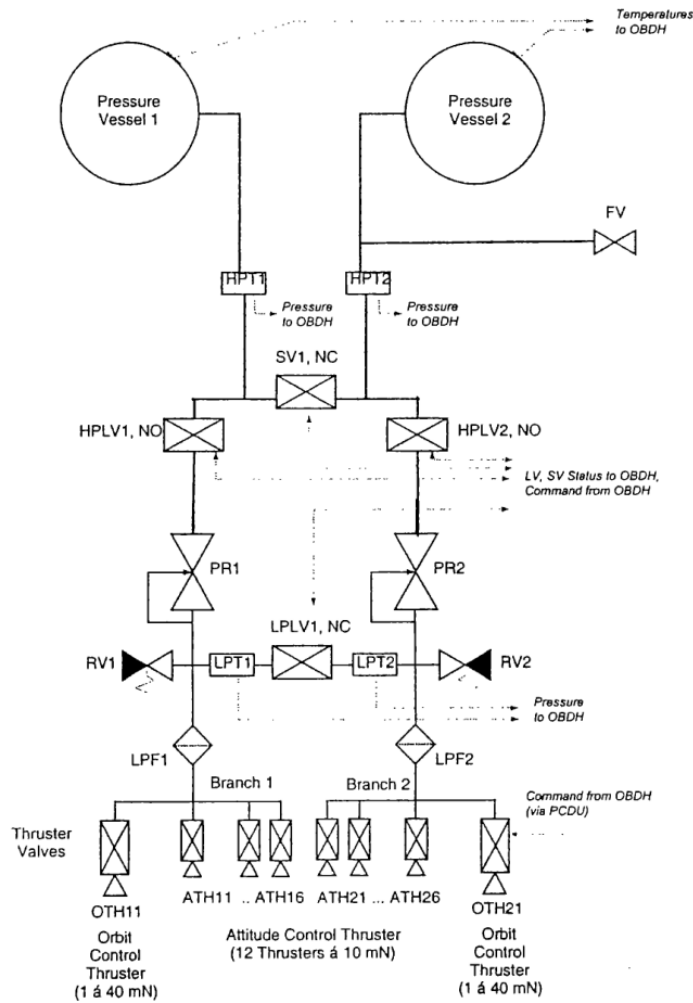 Temperatures
to OBDH
Pressure
Vessel 1
Pressure
Vessel 2
FV
HPT1
HPT2
Pressure
to OBDH
Pressure
to OBDH
SV1, NC
HPLV1, NO
HPLV2, NO
LV, SV Status to OBDH,
Command from OBDH
PR1
PR2
LPLV1, NC
RV1
LPT1
LPT2
RV2
Pressure
to OBDH
LPF1
LPF2
Branch 1
Branch 2
Command from OBDH
(via PCDU)
Thruster
Valves
ATH11 .. ATH16
ATH21 ... ATH26
OTH11
OTH21
Orbit
Control
Thruster
(1 á 40 mN)
Attitude Control Thruster
(12 Thrusters á 10 mN)
Orbit
Control
Thruster
(1 á 40 mN)